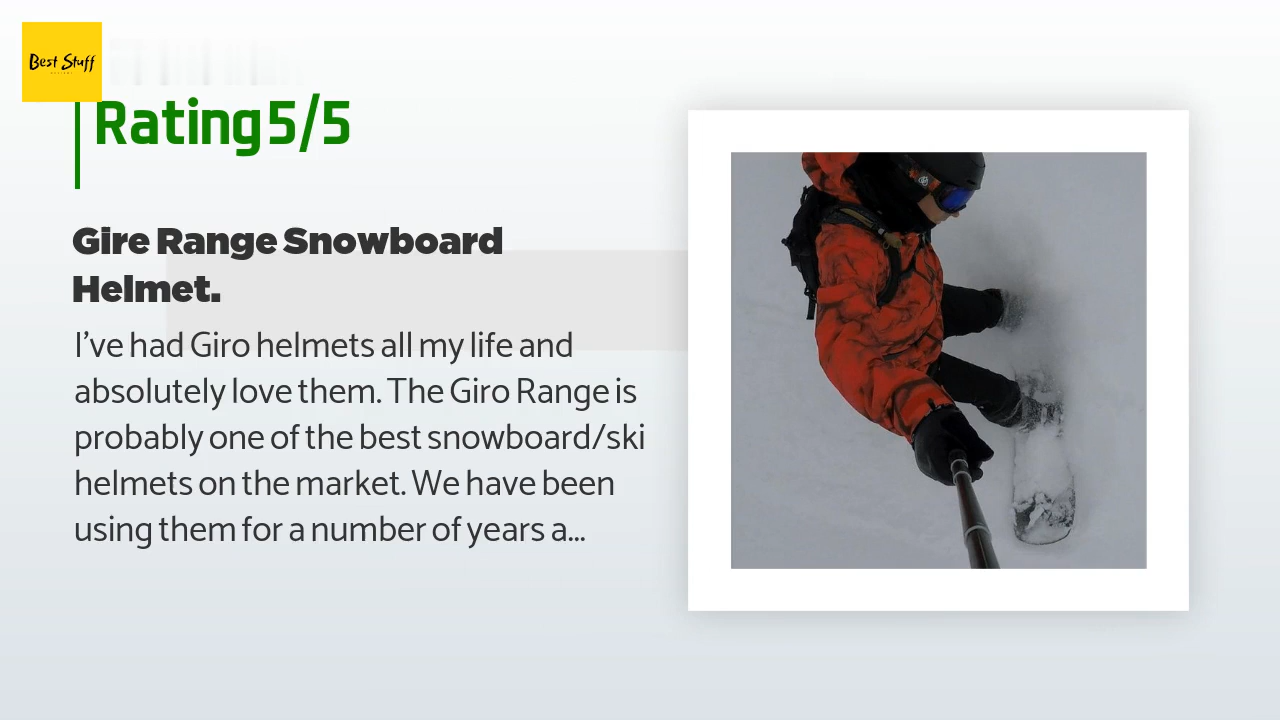 Best Stuff
Rating 5/5
Gire Range Snowboard
Helmet.
I've had Giro helmets all my life and
absolutely love them. The Giro Range is
probably one of the best snowboard/ski
helmets on the market. We have been
using them for a number of years a...